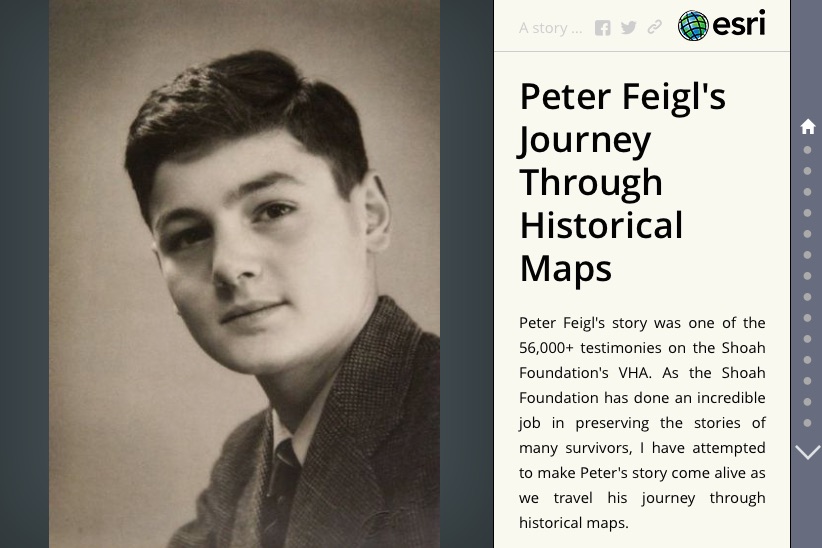 A story ...
esri
Peter Feigl's
Journey
Through
Historical
Maps
Peter Feigl's story was one of the
56,000+ testimonies on the Shoah
Foundation's VHA. As the Shoah
Foundation has done an incredible
job in preserving the stories of
many survivors, I have attempted
to make Peter's story come alive as
we travel his journey through
historical maps.